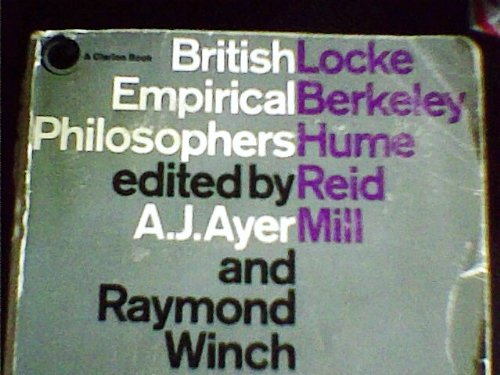 A Clarion Book
British Locke
Empirical Berkeley
Philosophers Hume
edited by Reid
A.J. Ayer Mill
and
Raymond
Winch